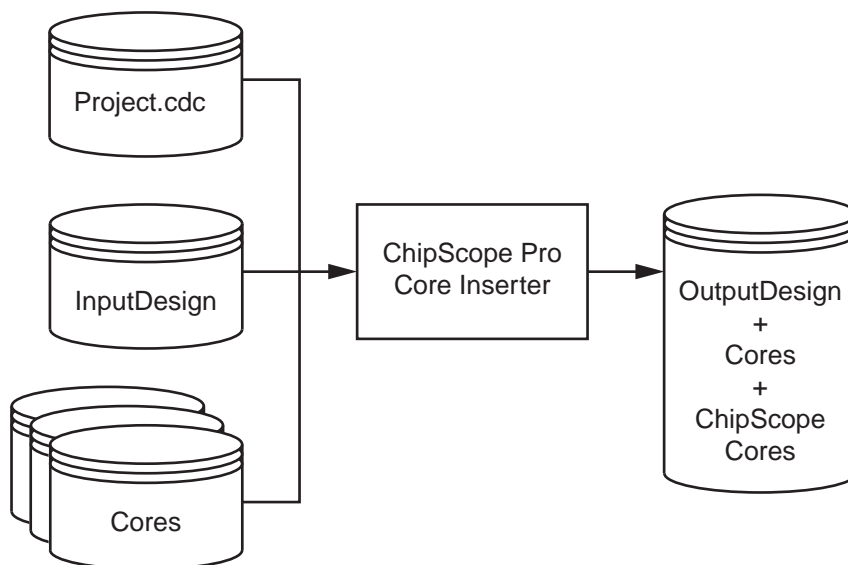 Project.cdc
InputDesign
Cores
ChipScope Pro
Core Inserter
OutputDesign
+
Cores
+
ChipScope
Cores